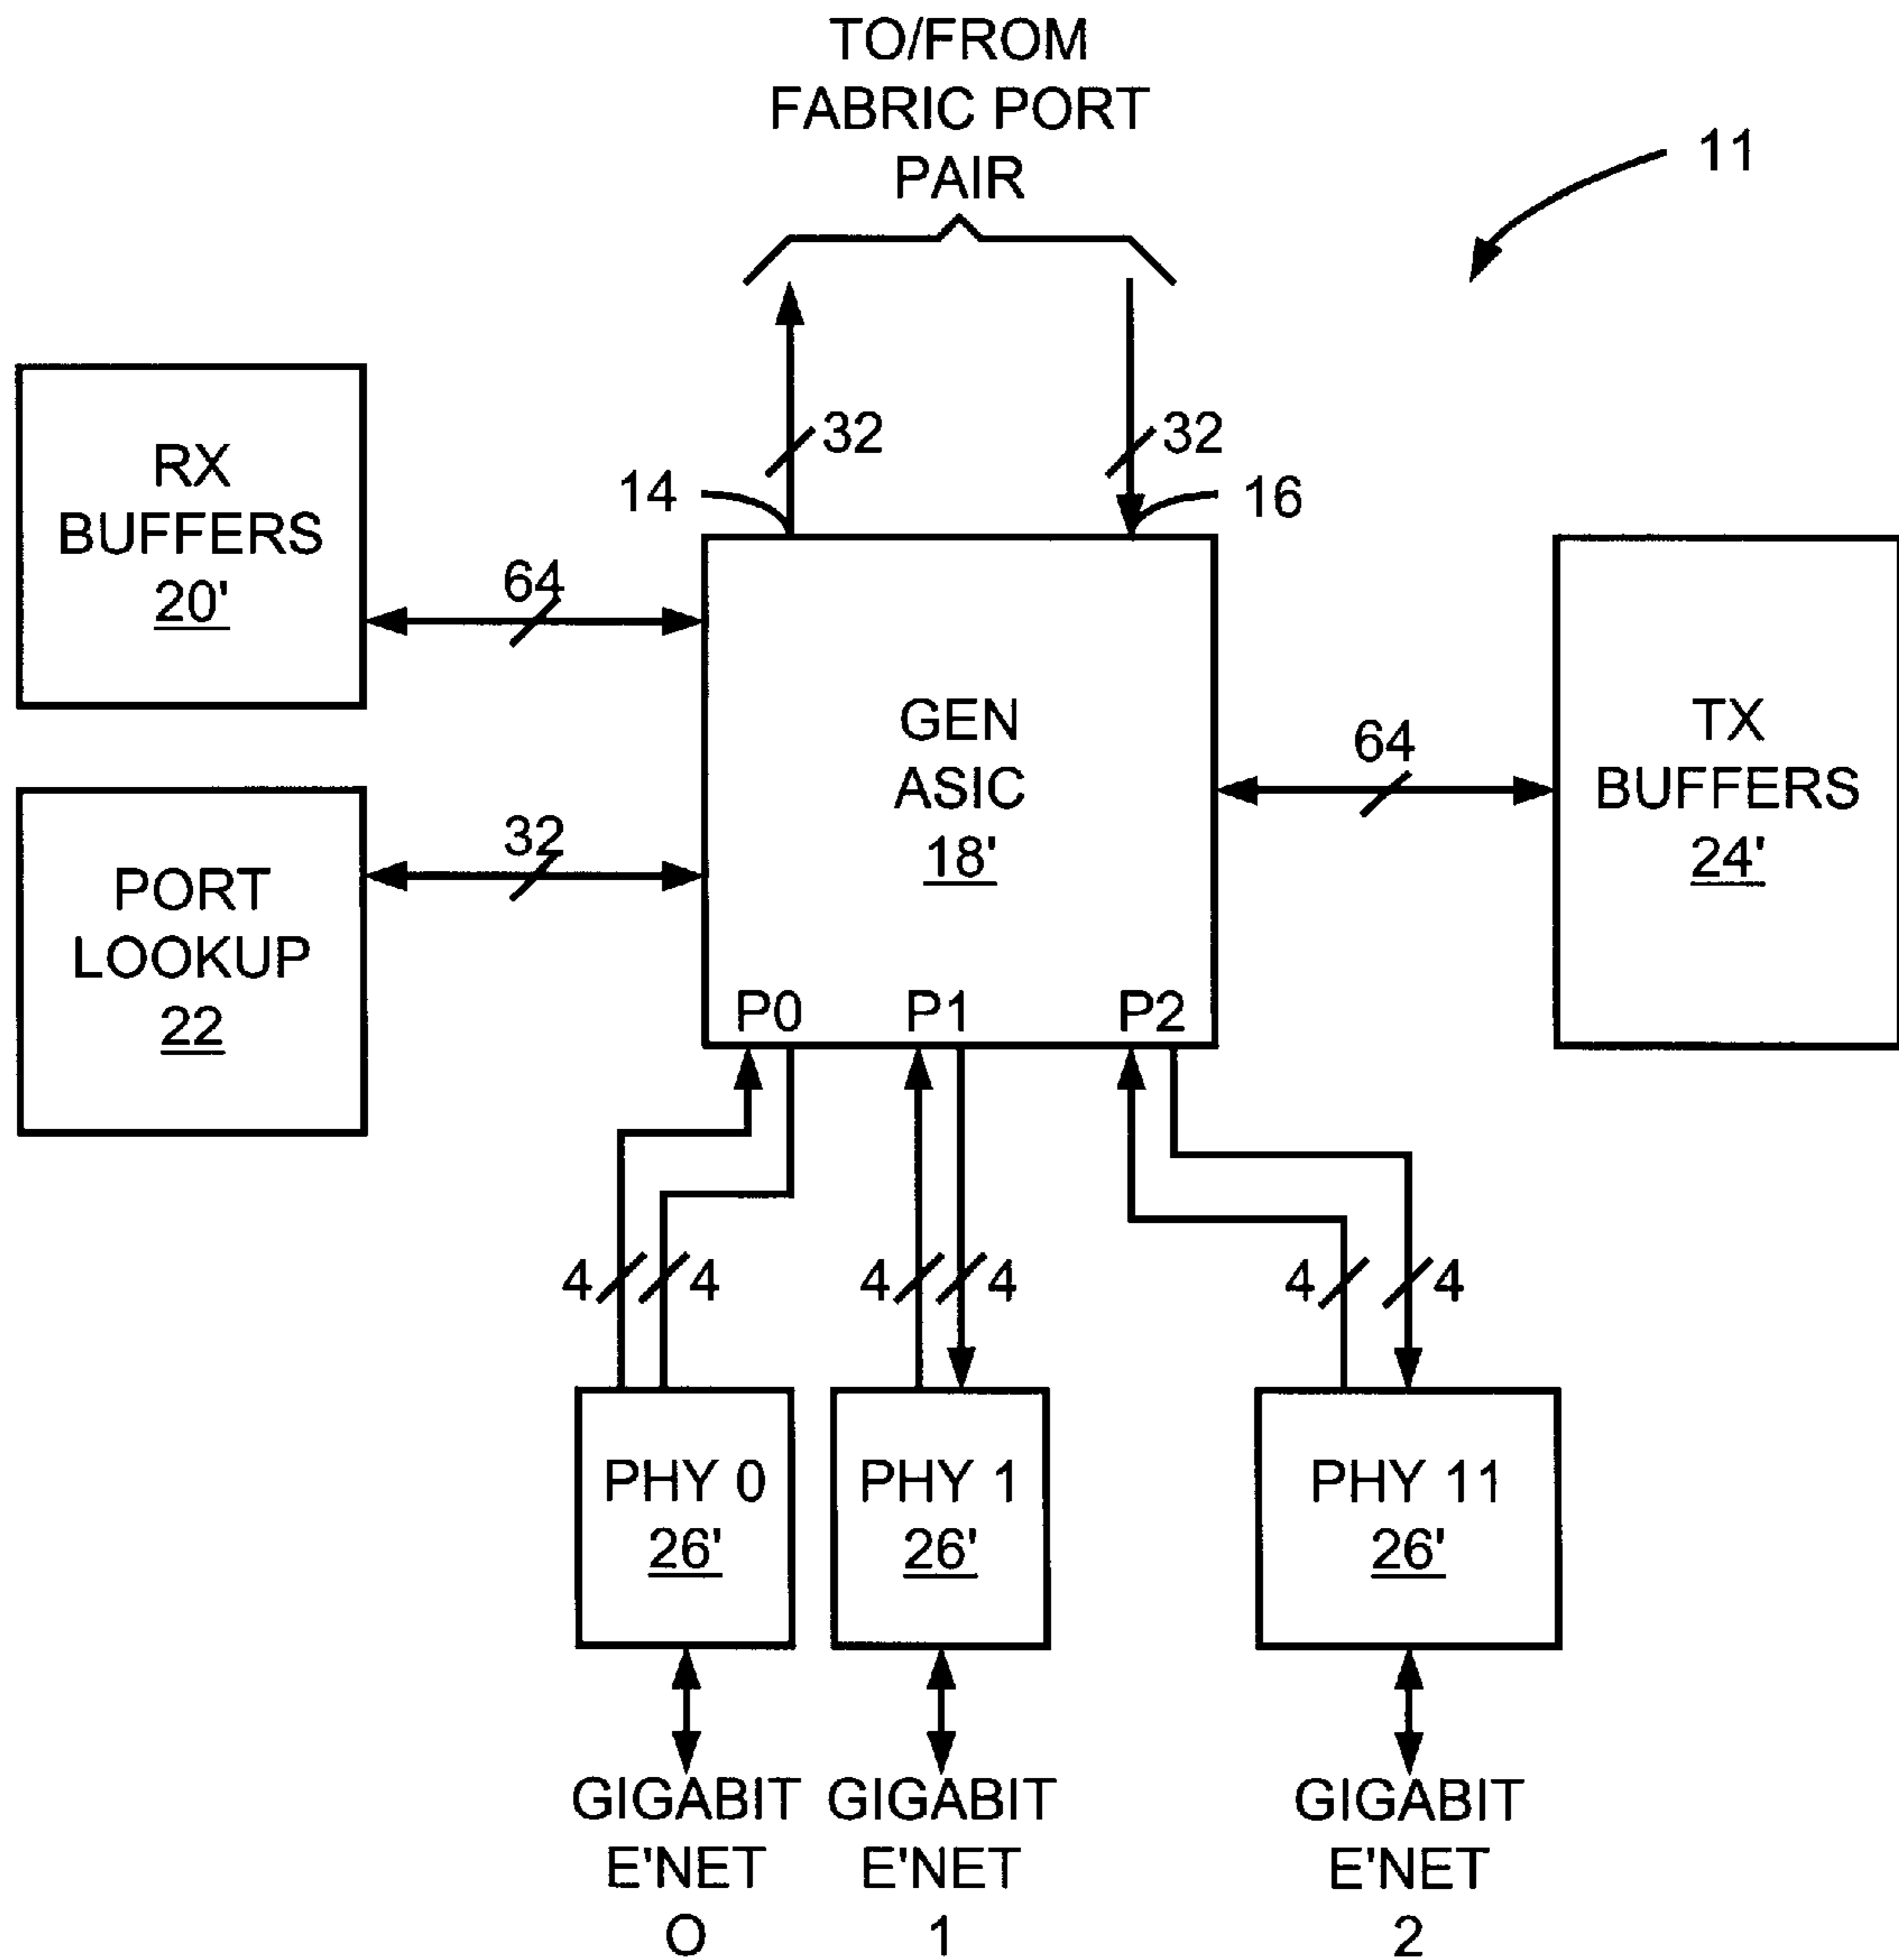 TO/FROM
FABRIC PORT
PAIR
11
32
32
14
16
RX
BUFFERS
20'
64
GEN
ASIC
18'
TX
BUFFERS
24'
64
PORT
LOOKUP
22
32
P0
P1
P2
4
4
4
4
4
4
PHY 0
26'
PHY 1
26'
PHY 11
26'
GIGABIT
E'NET
O
GIGABIT
E'NET
1
GIGABIT
E'NET
2